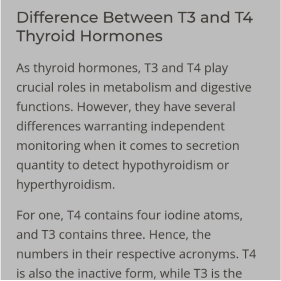 Difference Between T3 and T4
Thyroid Hormones
As thyroid hormones, T3 and T4 play
crucial roles in metabolism and digestive
functions. However, they have several
differences warranting independent
monitoring when it comes to secretion
quantity to detect hypothyroidism or
hyperthyroidism.
For one, T4 contains four iodine atoms,
and T3 contains three. Hence, the
numbers in their respective acronyms. T4
is also the inactive form, while T3 is the